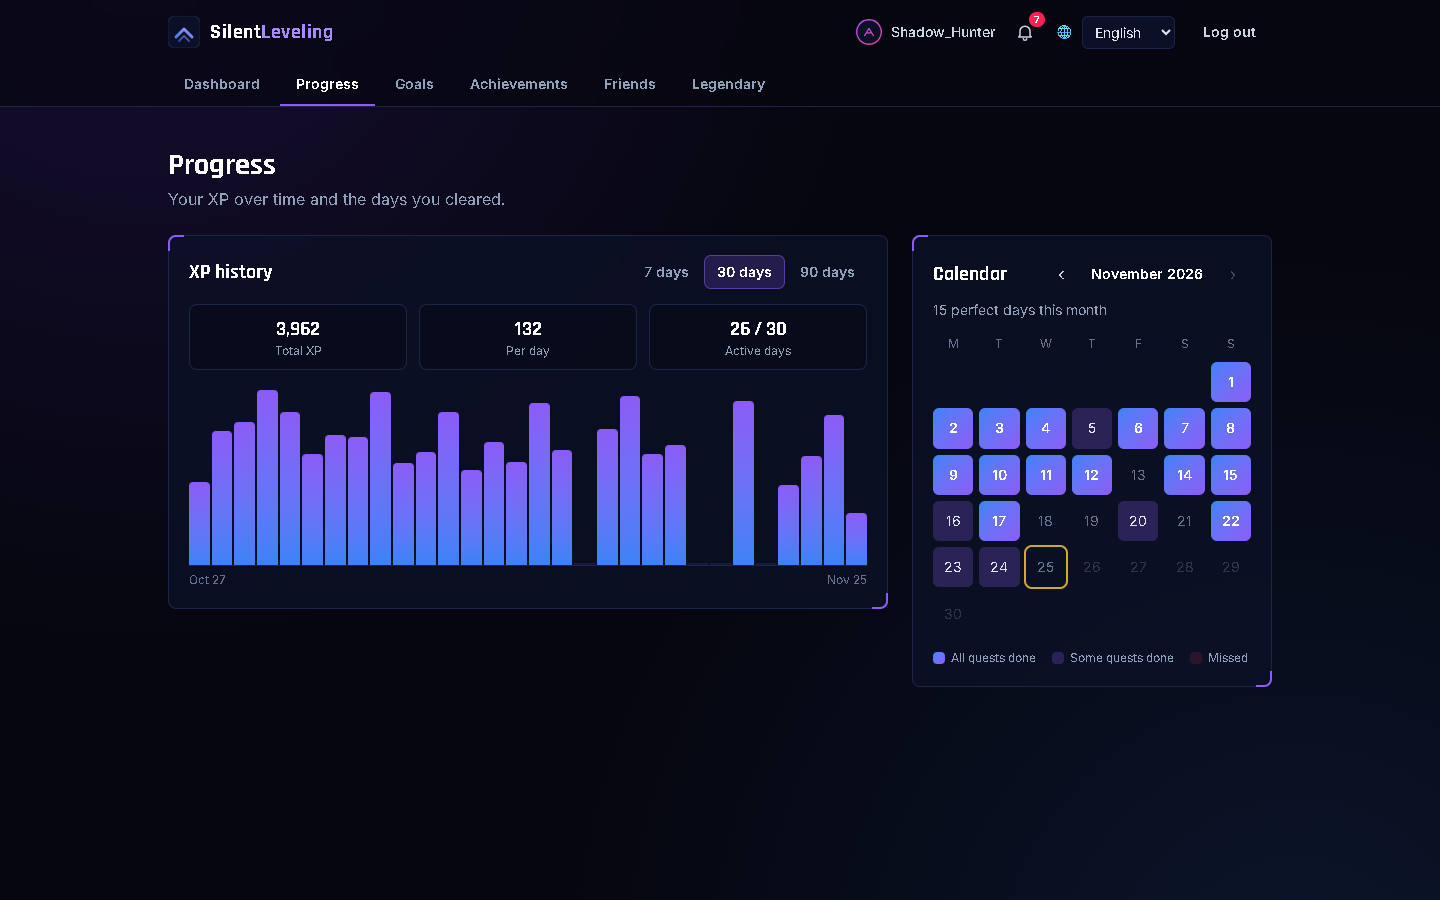 SilentLeveling
Shadow_Hunter
7
English
Log out
Dashboard Progress Goals Achievements Friends Legendary
Progress
Your XP over time and the days you cleared.
XP history
7 days 30 days 90 days
3,962
Total XP
132
Per day
26 / 30
Active days
Oct 27
Nov 25
Calendar
‹ November 2026 ›
15 perfect days this month
M T W T F S S
1
2 3 4 5 6 7 8
9 10 11 12 13 14 15
16 17 18 19 20 21 22
23 24 25 26 27 28 29
30
All quests done Some quests done Missed